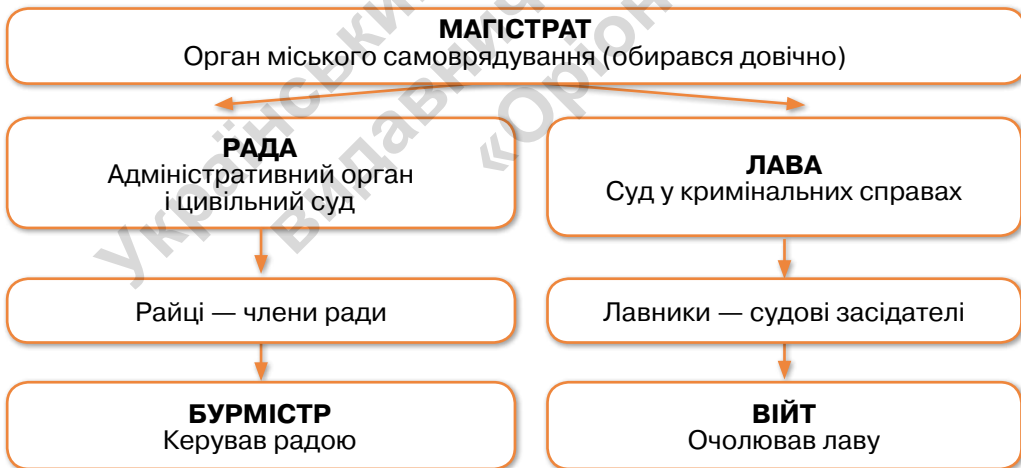 МАГІСТРАТ
Орган міського самоврядування (обирався довічно)
РАДА
Адміністративний орган
і цивільний суд
ЛАВА
Суд у кримінальних справах
Райці — члени ради
Лавники — судові засідателі
БУРМІСТР
Керував радою
ВІЙТ
Очолював лаву
«Оріон